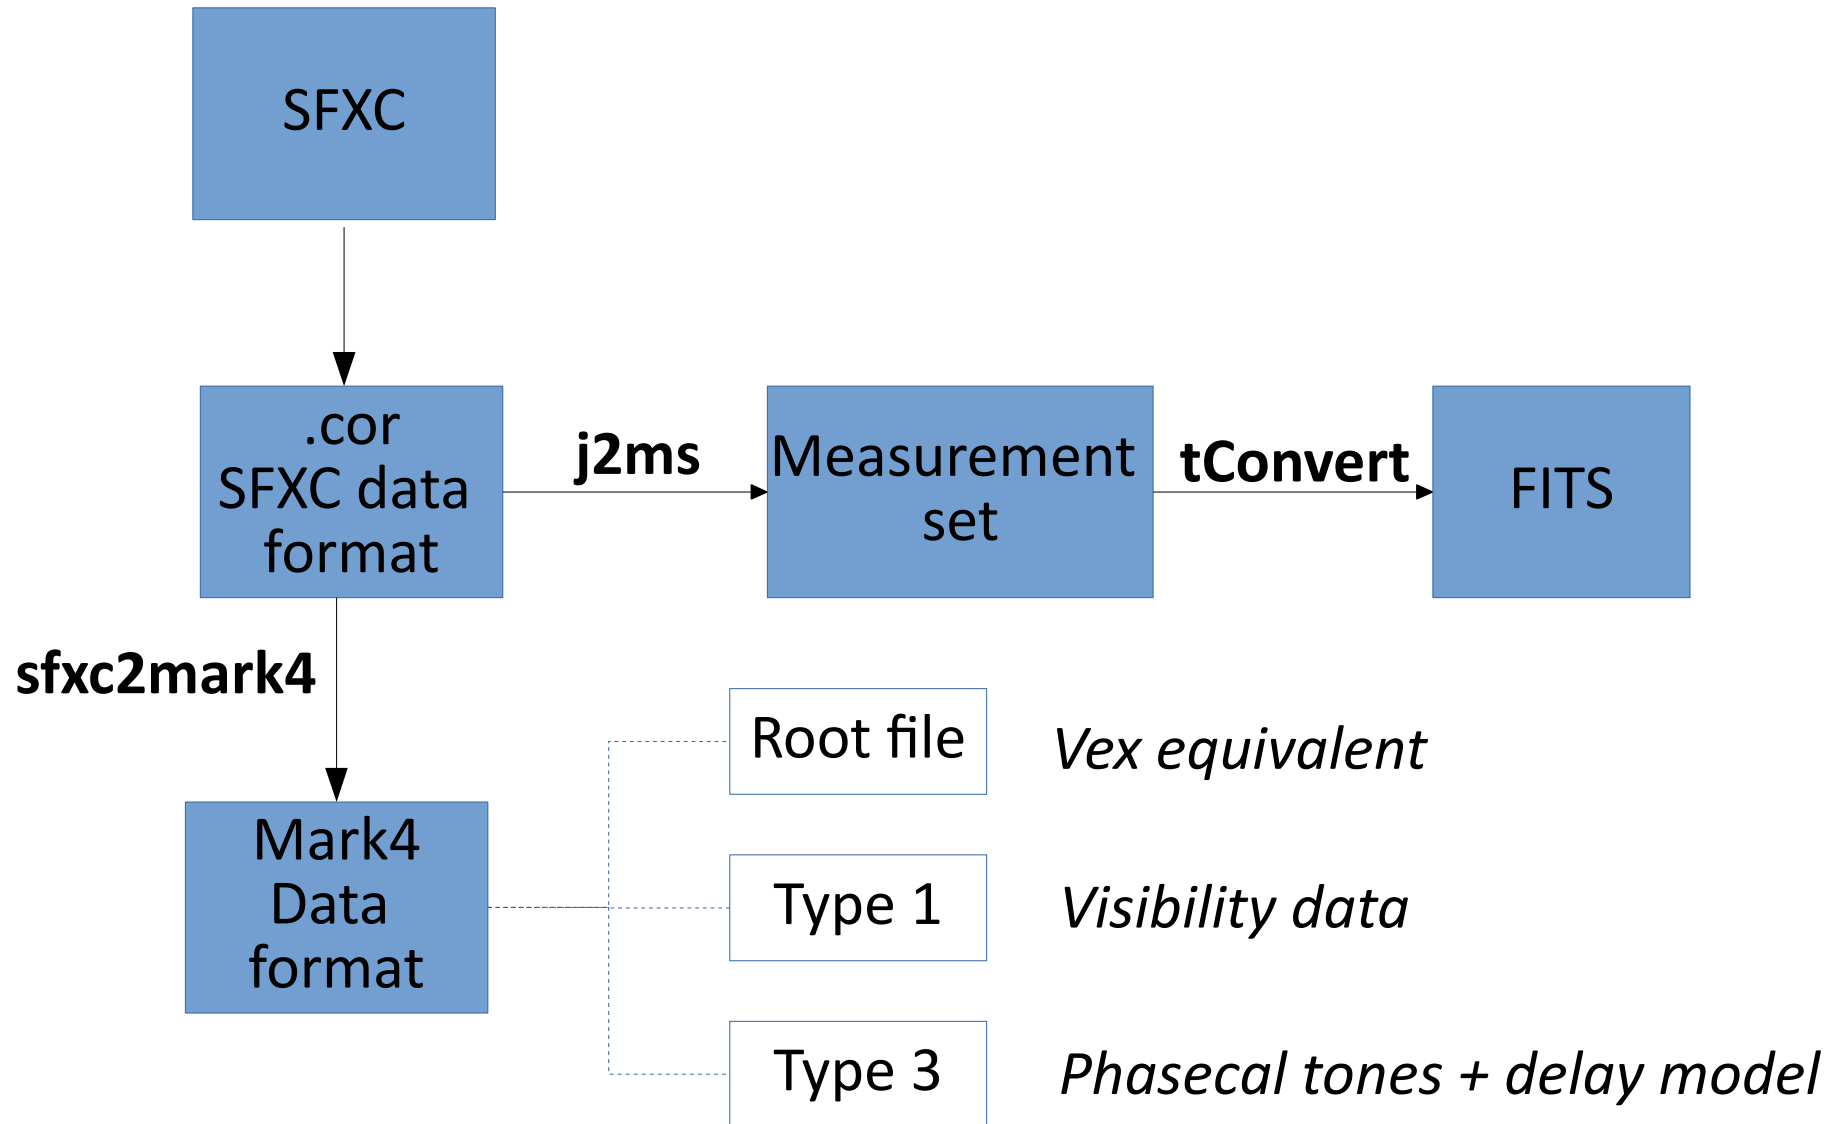 SFXC
.cor
SFXC data
format
j2ms
Measurement
set
tConvert
FITS
sfxc2mark4
Mark4
Data
format
Root file
Vex equivalent
Type 1
Visibility data
Type 3
Phasecal tones + delay model